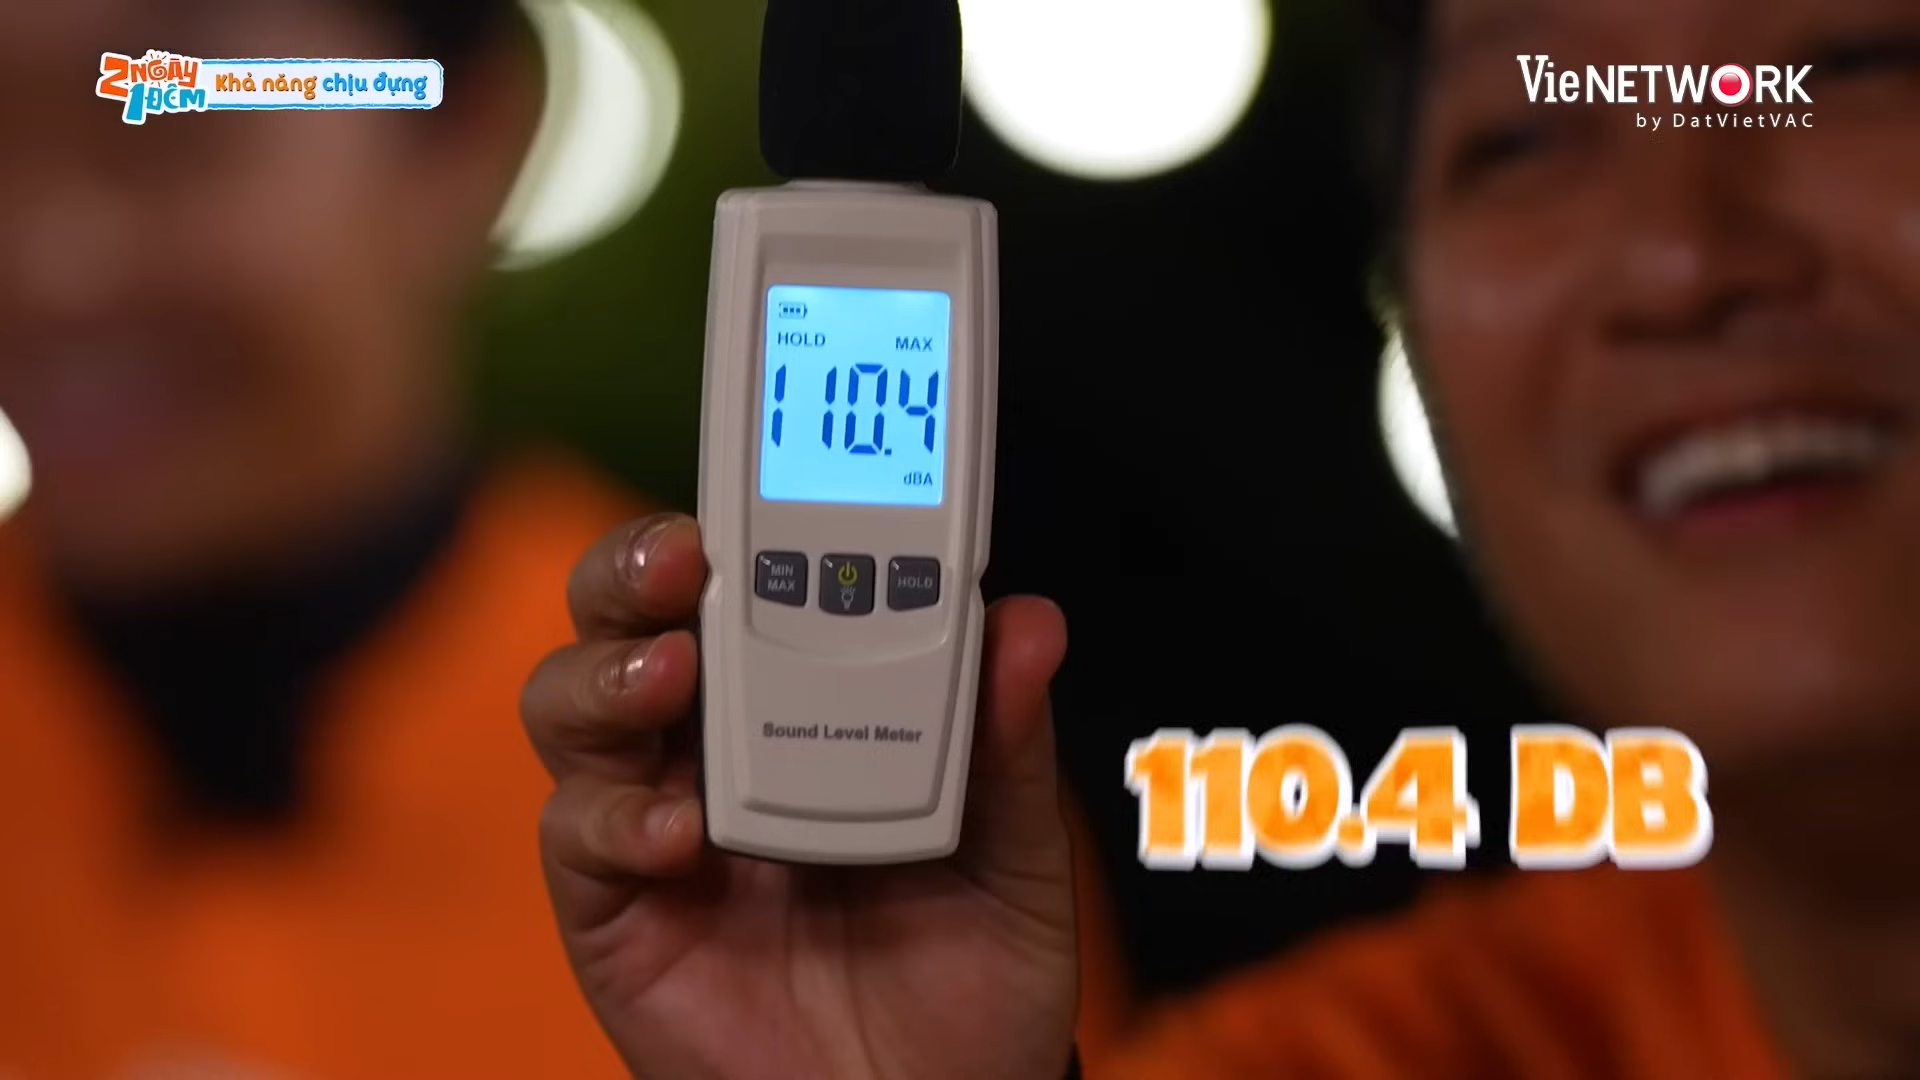 2 NGÀY
1 ĐÊM
Khả năng chịu đựng
VieNETWORK
by DatVietVAC
HOLD MAX
110.4
dBA
MIN
MAX
HOLD
Sound Level Meter
110.4 DB